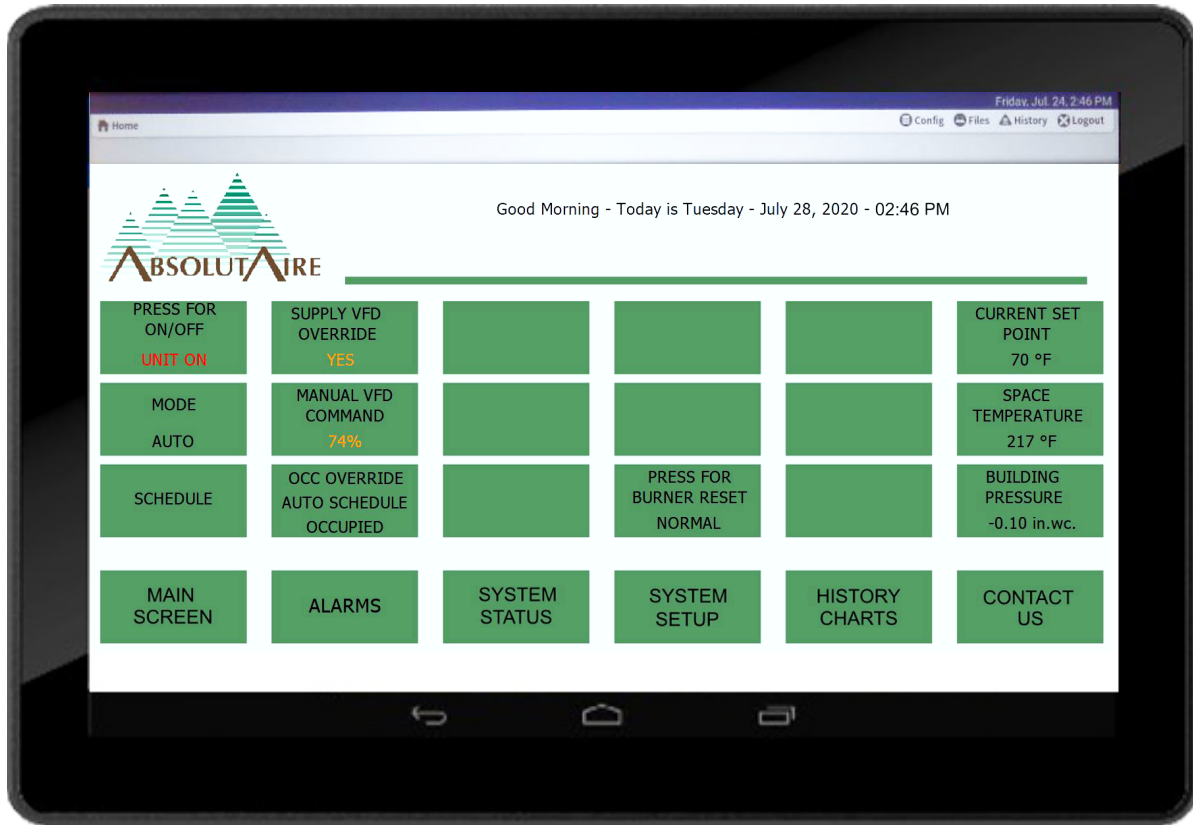 Friday, Jul. 24, 2:46 PM
Home
Config Files History Logout
Good Morning - Today is Tuesday - July 28, 2020 - 02:46 PM
ABSOLUTAIRE
PRESS FOR
ON/OFF
UNIT ON
SUPPLY VFD
OVERRIDE
YES
CURRENT SET
POINT
70 °F
MODE
AUTO
MANUAL VFD
COMMAND
74%
SPACE
TEMPERATURE
217 °F
SCHEDULE
OCC OVERRIDE
AUTO SCHEDULE
OCCUPIED
PRESS FOR
BURNER RESET
NORMAL
BUILDING
PRESSURE
-0.10 in.wc.
MAIN
SCREEN
ALARMS
SYSTEM
STATUS
SYSTEM
SETUP
HISTORY
CHARTS
CONTACT
US